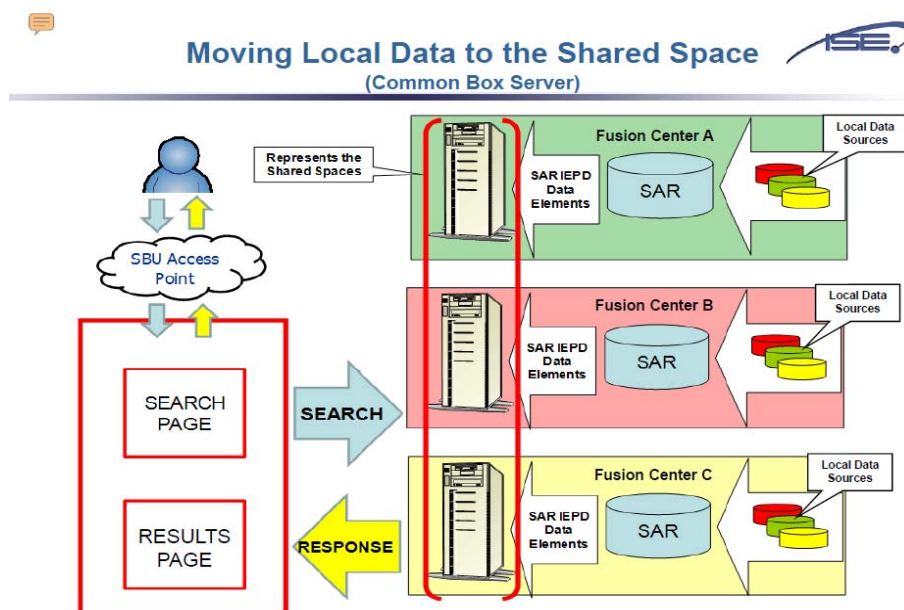 Moving Local Data to the Shared Space
(Common Box Server)
ISE
Represents the
Shared Spaces
SBU Access
Point
SEARCH
PAGE
RESULTS
PAGE
SEARCH
RESPONSE
Fusion Center A
SAR IEPD
Data
Elements
SAR
Local Data
Sources
Fusion Center B
SAR IEPD
Data
Elements
SAR
Local Data
Sources
Fusion Center C
SAR IEPD
Data
Elements
SAR
Local Data
Sources